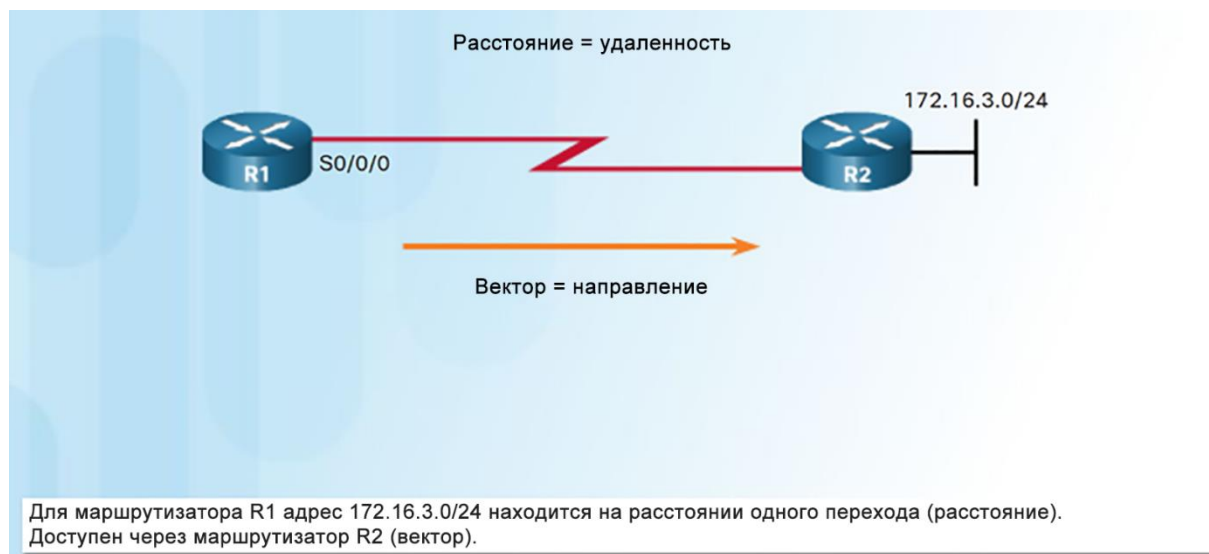 Расстояние = удаленность
172.16.3.0/24
R1
S0/0/0
R2
Вектор = направление
Для маршрутизатора R1 адрес 172.16.3.0/24 находится на расстоянии одного перехода (расстояние).
Доступен через маршрутизатор R2 (вектор).